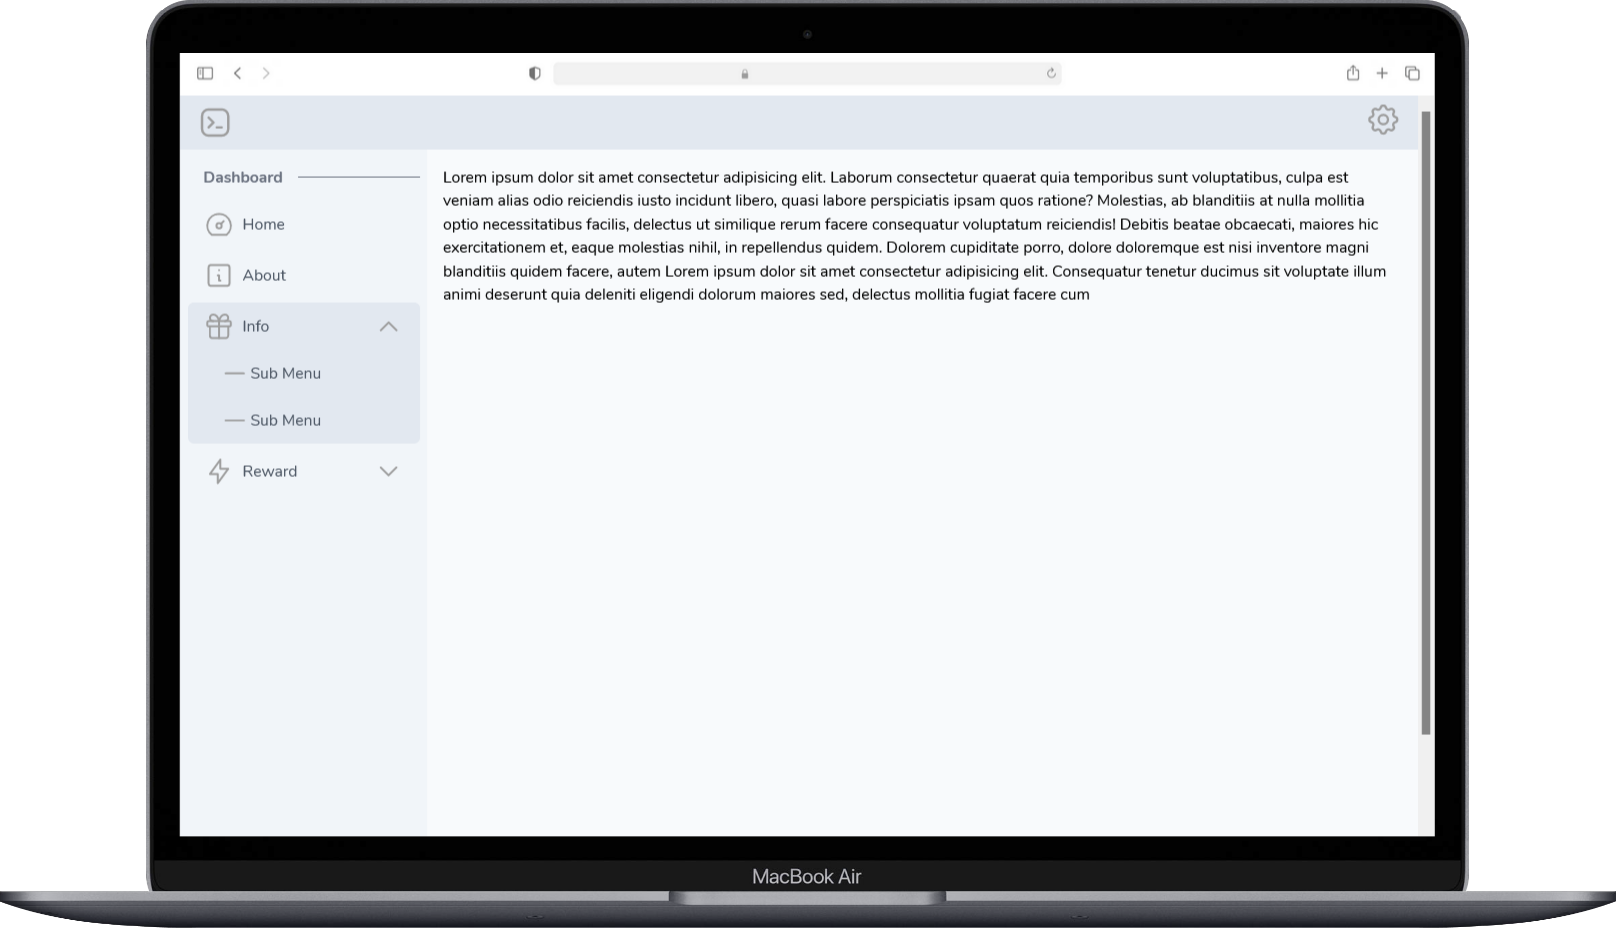 Dashboard
Home
About
Info
Sub Menu
Sub Menu
Reward
Lorem ipsum dolor sit amet consectetur adipisicing elit. Laborum consectetur quaerat quia temporibus sunt voluptatibus, culpa est
veniam alias odio reiciendis iusto incidunt libero, quasi labore perspiciatis ipsam quos ratione? Molestias, ab blanditiis at nulla mollitia
optio necessitatibus facilis, delectus ut similique rerum facere consequatur voluptatum reiciendis! Debitis beatae obcaecati, maiores hic
exercitationem et, eaque molestias nihil, in repellendus quidem. Dolorem cupiditate porro, dolore doloremque est nisi inventore magni
blanditiis quidem facere, autem Lorem ipsum dolor sit amet consectetur adipisicing elit. Consequatur tenetur ducimus sit voluptate illum
animi deserunt quia deleniti eligendi dolorum maiores sed, delectus mollitia fugiat facere cum
MacBook Air